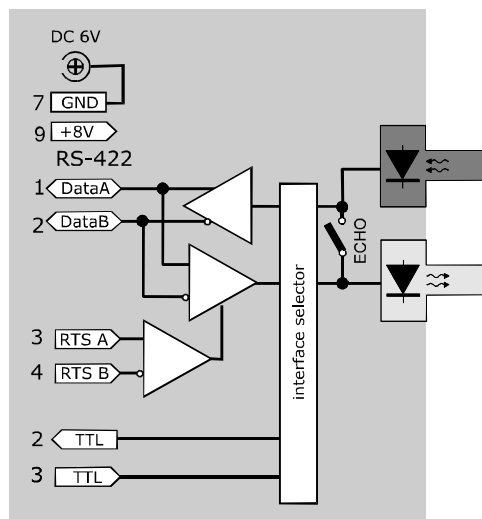 DC 6V
7 GND
9 +8V
RS-422
1 DataA
2 DataB
ECHO
interface selector
3 RTS A
4 RTS B
2 TTL
3 TTL